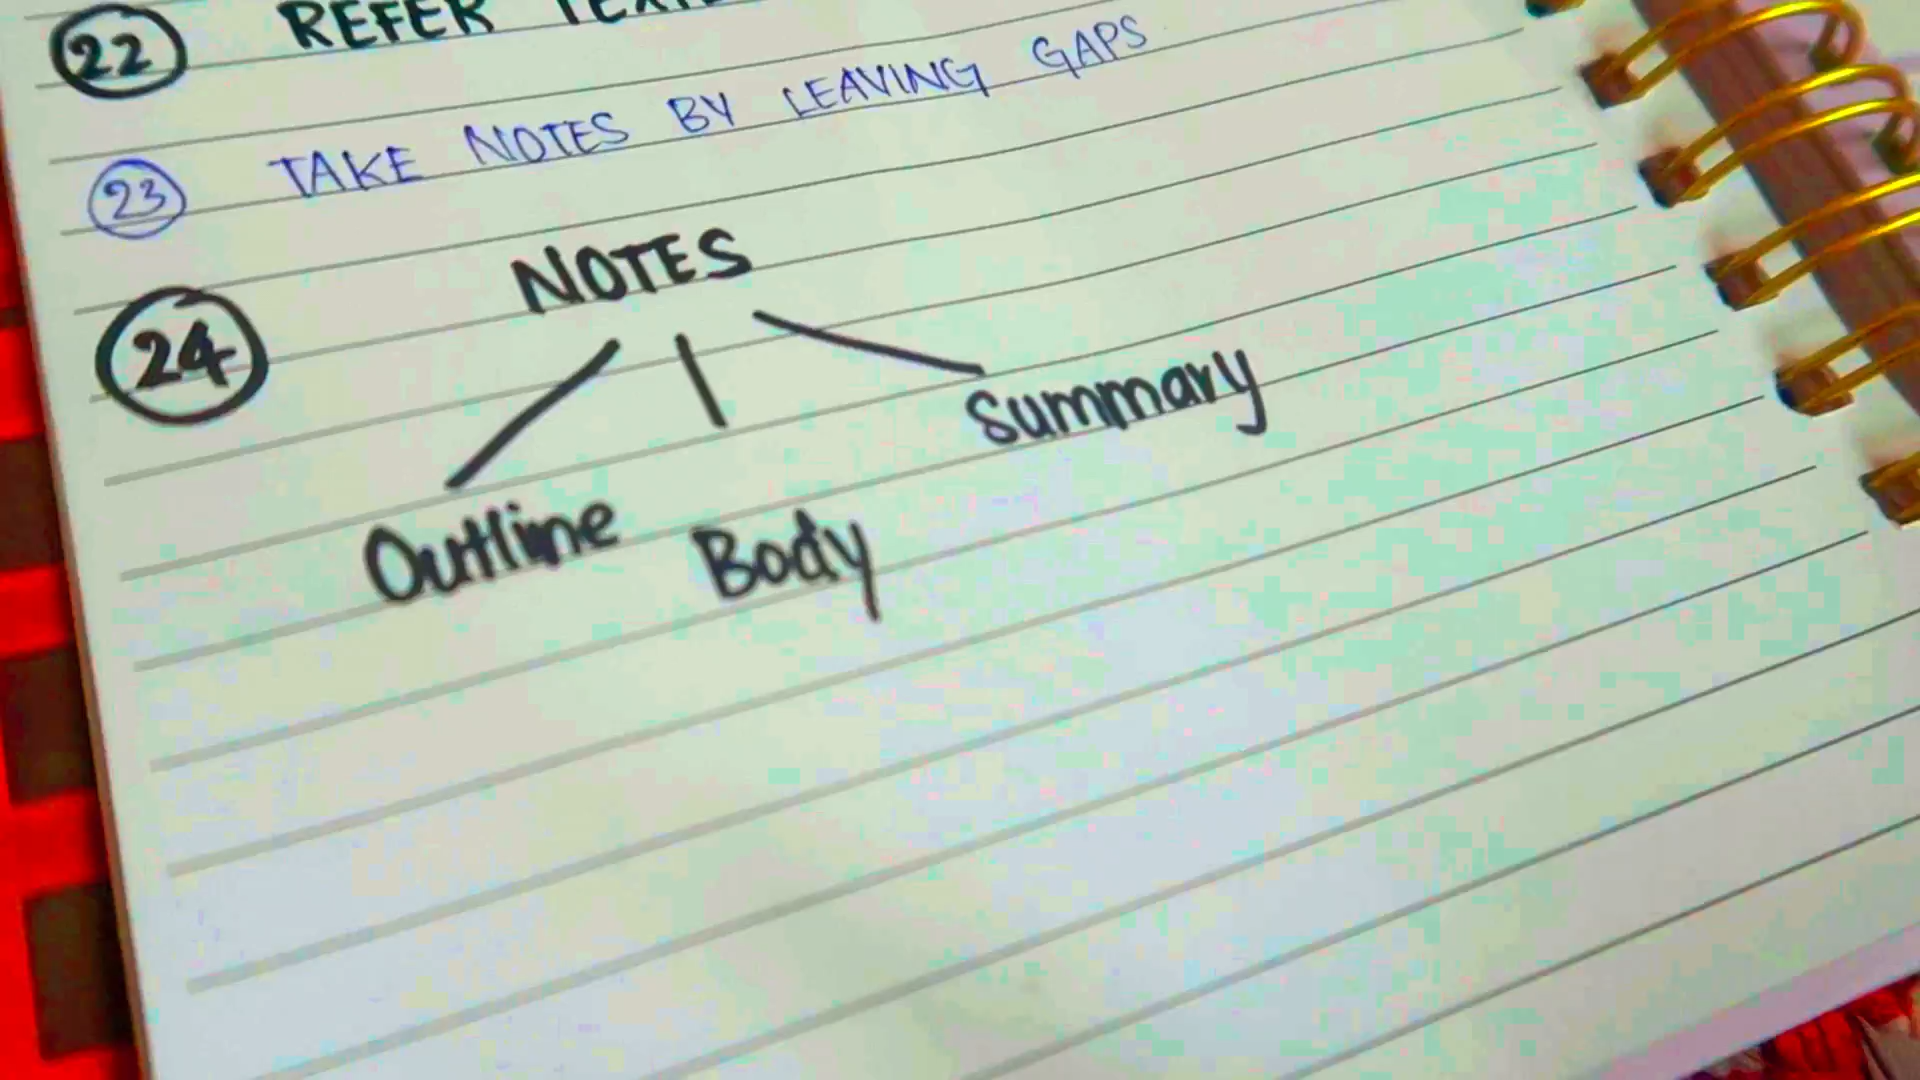 22 REFER
23 TAKE NOTES BY LEAVING GAPS
24 NOTES
Outline Body Summary